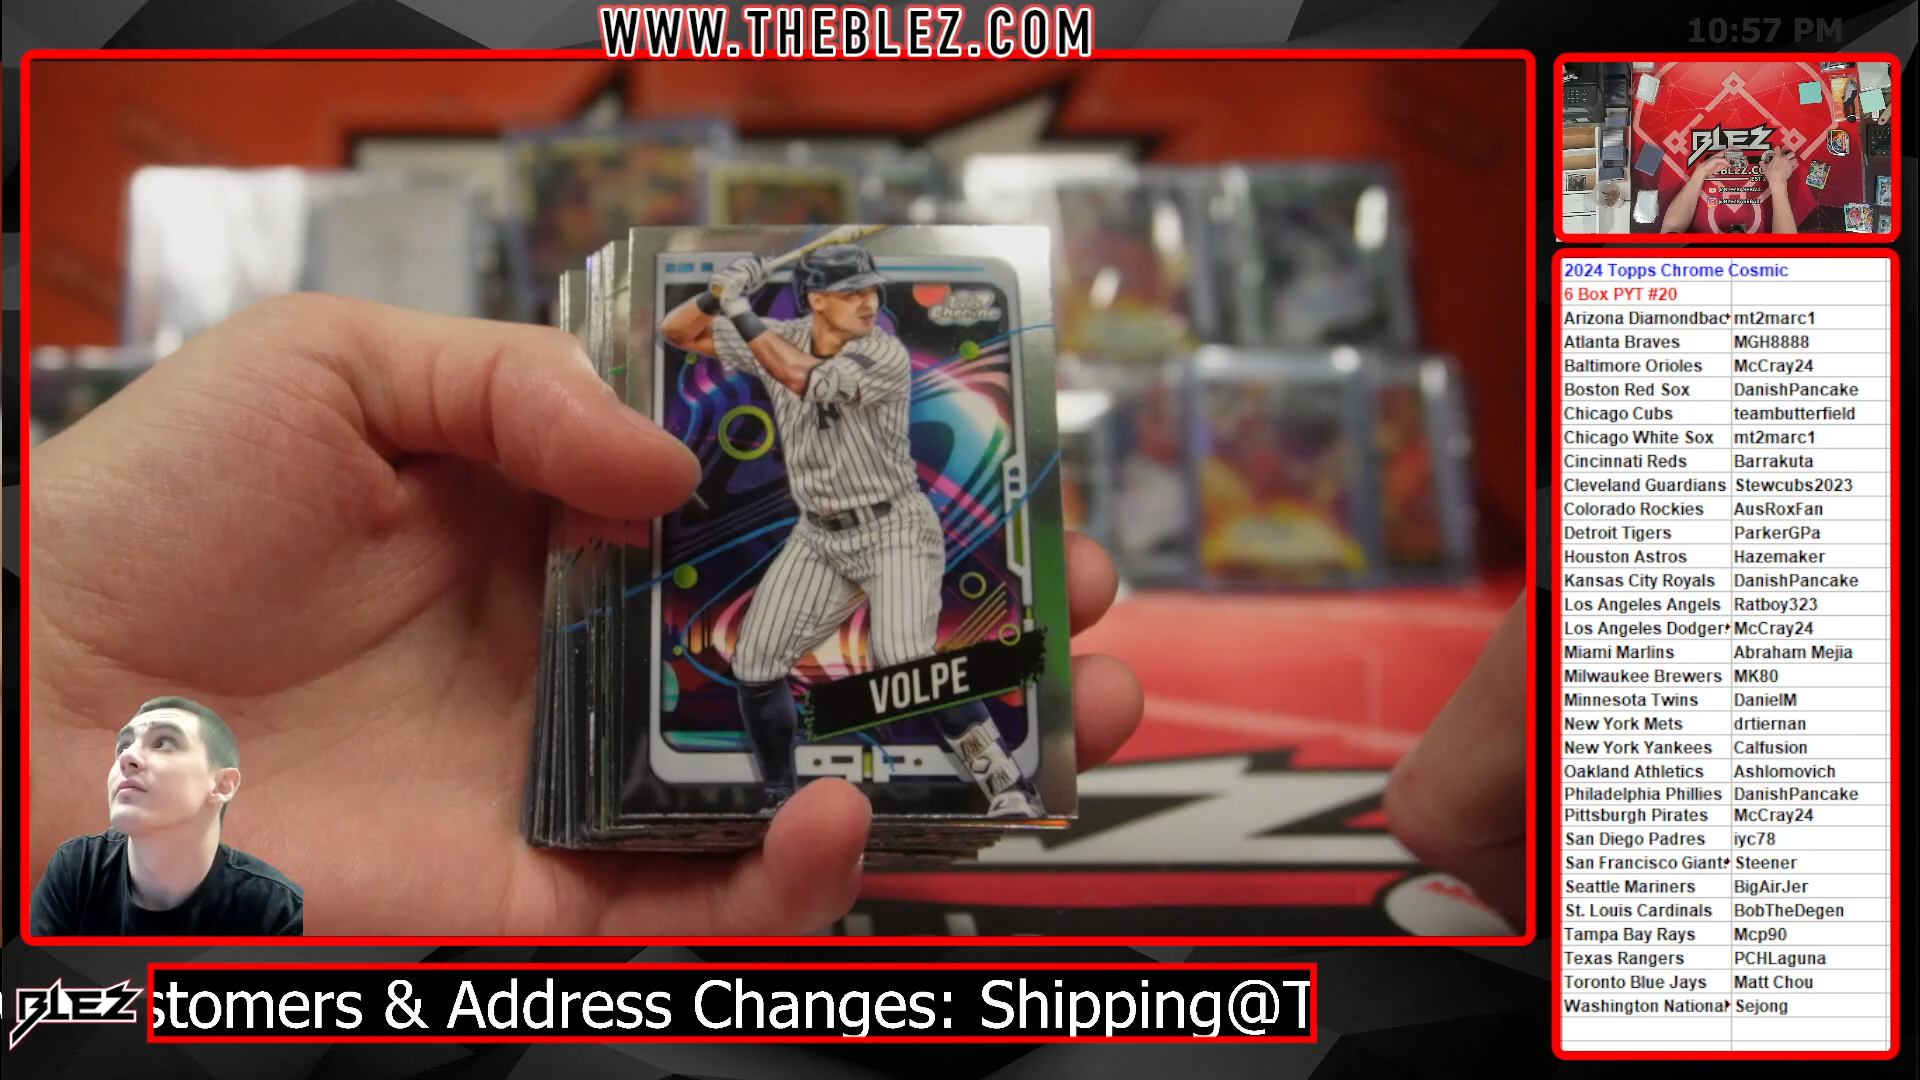 WWW.THEBLEZ.COM
10:57 PM
BLEZ
2024 Topps Chrome Cosmic
6 Box PYT #20
Arizona Diamondbac mt2marc1
Atlanta Braves MGH8888
Baltimore Orioles McCray24
Boston Red Sox DanishPancake
Chicago Cubs teambutterfield
Chicago White Sox mt2marc1
Cincinnati Reds Barrakuta
Cleveland Guardians Stewcubs2023
Colorado Rockies AusRoxFan
Detroit Tigers ParkerGPa
Houston Astros Hazemaker
Kansas City Royals DanishPancake
Los Angeles Angels Ratboy323
Los Angeles Dodger McCray24
Miami Marlins Abraham Mejia
Milwaukee Brewers MK80
Minnesota Twins DanielM
New York Mets drtiernan
New York Yankees Calfusion
Oakland Athletics Ashlomovich
Philadelphia Phillies DanishPancake
Pittsburgh Pirates McCray24
San Diego Padres iyc78
San Francisco Giant Steener
Seattle Mariners BigAirJer
St. Louis Cardinals BobTheDegen
Tampa Bay Rays Mcp90
Texas Rangers PCHLaguna
Toronto Blue Jays Matt Chou
Washington National Sejong
Topps
Chrome
VOLPE
BLEZ
stomers & Address Changes: Shipping@T